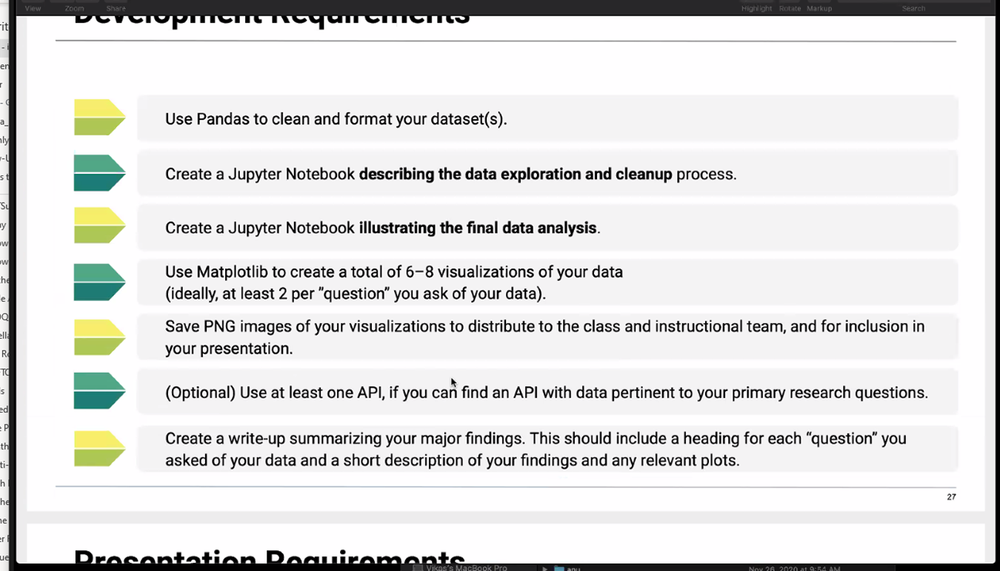 View Zoom Share Highlight Rotate Markup Search
Development Requirements
Use Pandas to clean and format your dataset(s).
Create a Jupyter Notebook describing the data exploration and cleanup process.
Create a Jupyter Notebook illustrating the final data analysis.
Use Matplotlib to create a total of 6–8 visualizations of your data
(ideally, at least 2 per "question" you ask of your data).
Save PNG images of your visualizations to distribute to the class and instructional team, and for inclusion in
your presentation.
(Optional) Use at least one API, if you can find an API with data pertinent to your primary research questions.
Create a write-up summarizing your major findings. This should include a heading for each “question” you
asked of your data and a short description of your findings and any relevant plots.
27
Presentation Requirements
Vikas's MacBook Pro Nov 26, 2020 at 9:54 AM